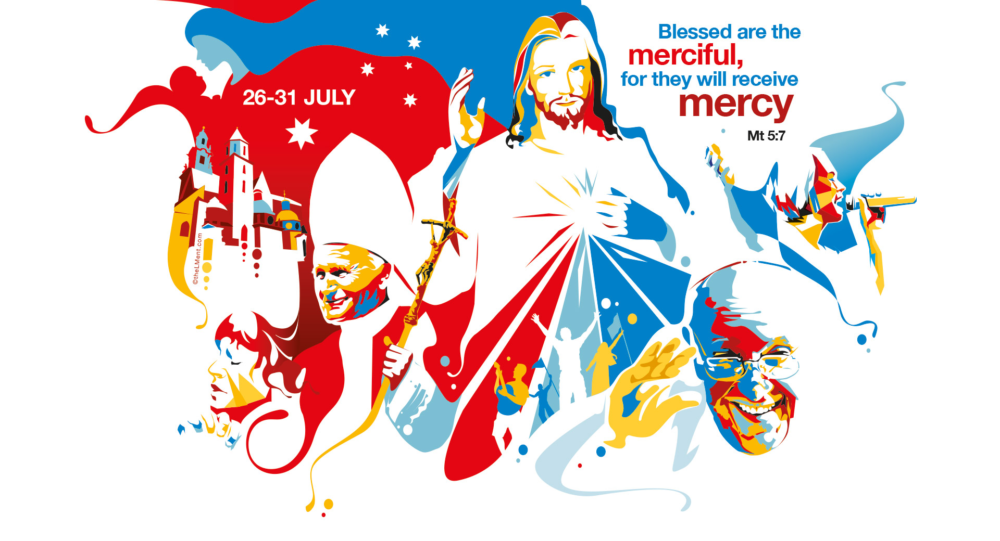 Blessed are the
merciful,
for they will receive
mercy
Mt 5:7
26-31 JULY
©theLMent.com